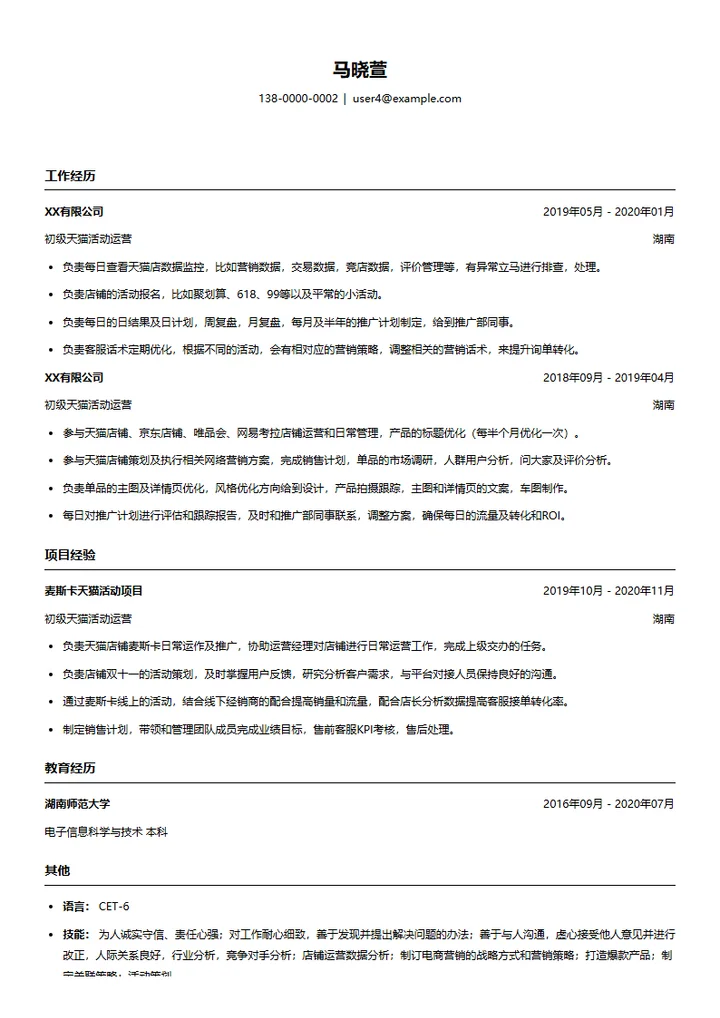 马晓萱
138-0000-0002 | user4@example.com
工作经历
XX有限公司 2019年05月 - 2020年01月
初级天猫活动运营 湖南
• 负责每日查看天猫店数据监控，比如营销数据，交易数据，竞店数据，评价管理等，有异常立马进行排查，处理。
• 负责店铺的活动报名，比如聚划算、618、99等以及平常的小活动。
• 负责每日的日结果及日计划，周复盘，月复盘，每月及半年的推广计划制定，给到推广部同事。
• 负责客服话术定期优化，根据不同的活动，会有相对应的营销策略，调整相关的营销话术，来提升询单转化。
XX有限公司 2018年09月 - 2019年04月
初级天猫活动运营 湖南
• 参与天猫店铺、京东店铺、唯品会、网易考拉店铺运营和日常管理，产品的标题优化（每半个月优化一次）。
• 参与天猫店铺策划及执行相关网络营销方案，完成销售计划，单品的市场调研，人群用户分析，问大家及评价分析。
• 负责单品的主图及详情页优化，风格优化方向给到设计，产品拍摄跟踪，主图和详情页的文案，车图制作。
• 每日对推广计划进行评估和跟踪报告，及时和推广部同事联系，调整方案，确保每日的流量及转化和ROI。
项目经验
麦斯卡天猫活动项目 2019年10月 - 2020年11月
初级天猫活动运营 湖南
• 负责天猫店铺麦斯卡日常运作及推广，协助运营经理对店铺进行日常运营工作，完成上级交办的任务。
• 负责店铺双十一的活动策划，及时掌握用户反馈，研究分析客户需求，与平台对接人员保持良好的沟通。
• 通过麦斯卡线上的活动，结合线下经销商的配合提高销量和流量，配合店长分析数据提高客服接单转化率。
• 制定销售计划，带领和管理团队成员完成业绩目标，售前客服KPI考核，售后处理。
教育经历
湖南师范大学 2016年09月 - 2020年07月
电子信息科学与技术 本科
其他
• 语言： CET-6
• 技能： 为人诚实守信、责任心强；对工作耐心细致，善于发现并提出解决问题的办法；善于与人沟通，虚心接受他人意见并进行
改正，人际关系良好，行业分析，竞争对手分析；店铺运营数据分析；制订电商营销的战略方式和营销策略；打造爆款产品；制